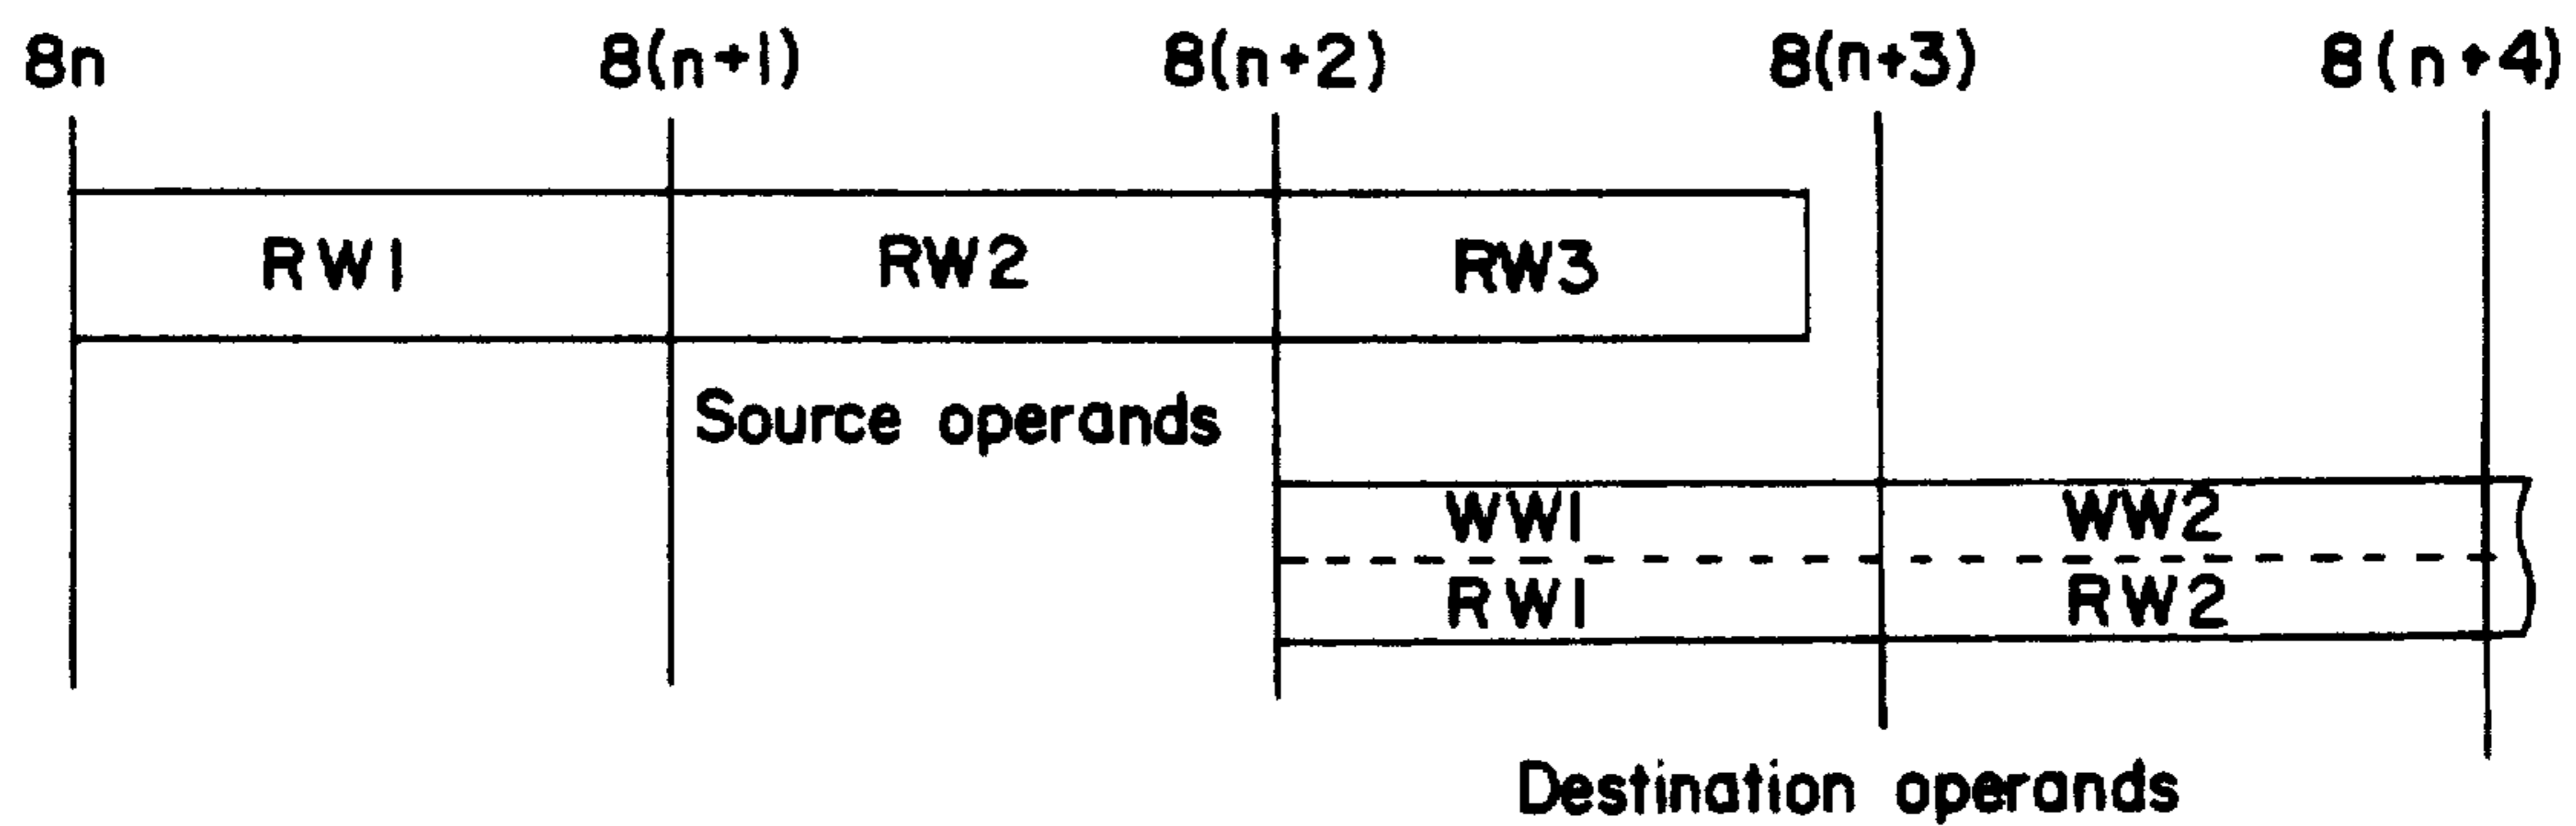 8n 8(n+1) 8(n+2) 8(n+3) 8(n+4)
RW1 RW2 RW3
Source operands
WW1 WW2
RW1 RW2
Destination operands